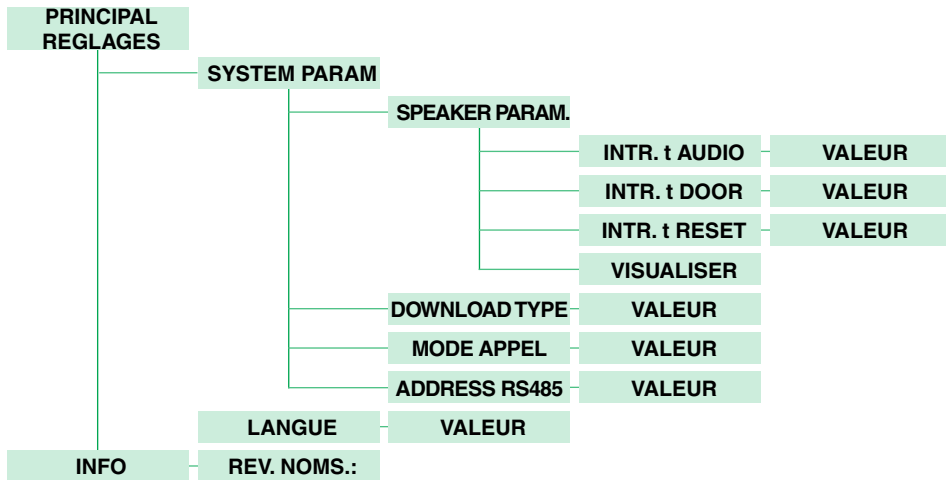 PRINCIPAL
REGLAGES
SYSTEM PARAM
SPEAKER PARAM.
INTR. t AUDIO
VALEUR
INTR. t DOOR
VALEUR
INTR. t RESET
VALEUR
VISUALISER
DOWNLOAD TYPE
VALEUR
MODE APPEL
VALEUR
ADDRESS RS485
VALEUR
LANGUE
VALEUR
INFO
REV. NOMS.: